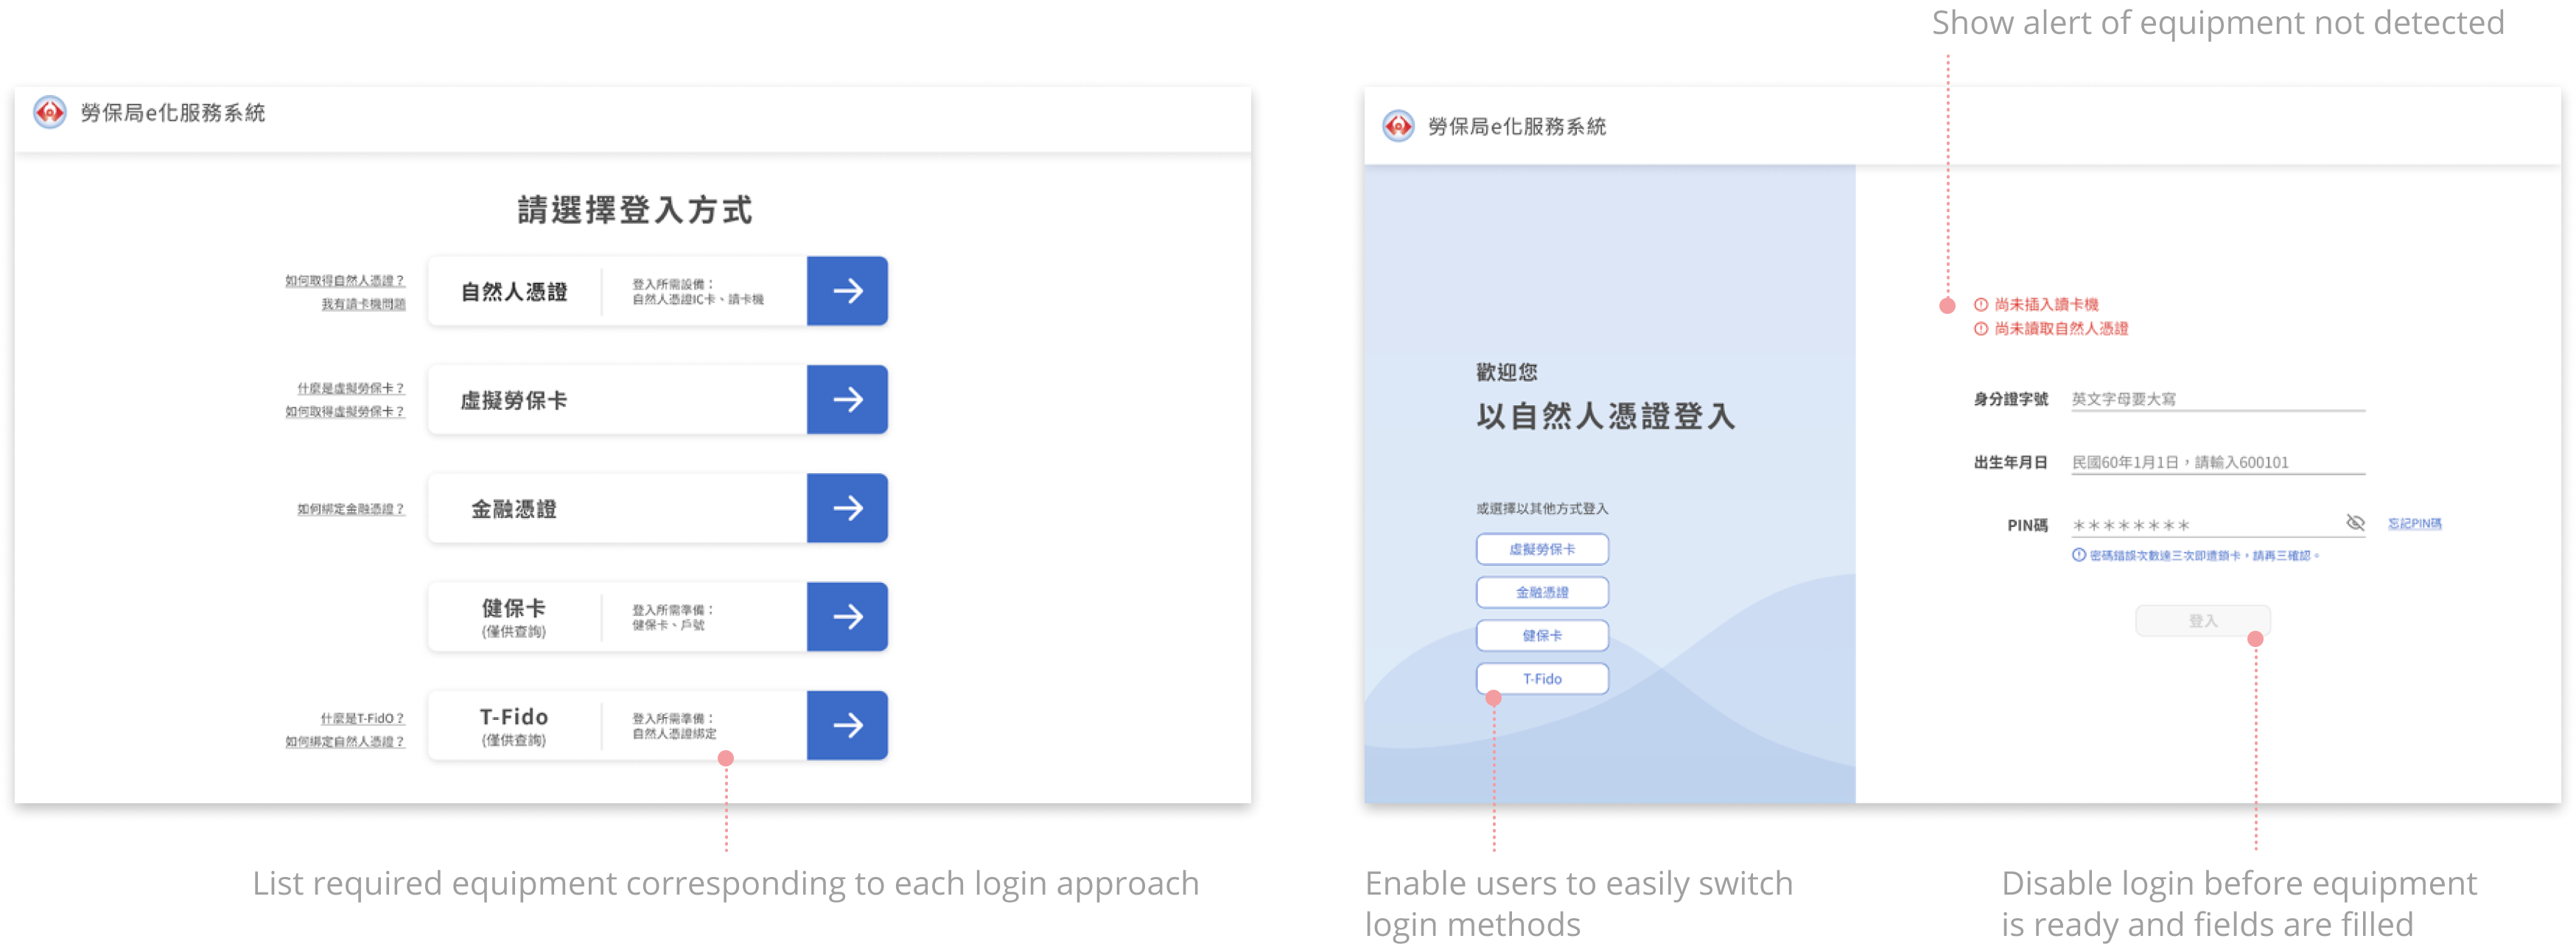 Show alert of equipment not detected
勞保局e化服務系統
請選擇登入方式
如何取得自然人憑證？
我有讀卡機問題
自然人憑證
登入所需設備：
自然人憑證IC卡、讀卡機
什麼是虛擬勞保卡？
如何取得虛擬勞保卡？
虛擬勞保卡
如何綁定金融憑證？
金融憑證
健保卡
(僅供查詢)
登入所需準備：
健保卡、戶號
什麼是T-FidO？
如何綁定自然人憑證？
T-Fido
(僅供查詢)
登入所需準備：
自然人憑證綁定
List required equipment corresponding to each login approach
勞保局e化服務系統
歡迎您
以自然人憑證登入
或選擇以其他方式登入
虛擬勞保卡
金融憑證
健保卡
T-Fido
尚未插入讀卡機
尚未讀取自然人憑證
身分證字號 英文字母要大寫
出生年月日 民國60年1月1日，請輸入600101
PIN碼 ******** 忘記PIN碼
密碼錯誤次數達三次即遭鎖卡，請再三確認。
登入
Enable users to easily switch
login methods
Disable login before equipment
is ready and fields are filled